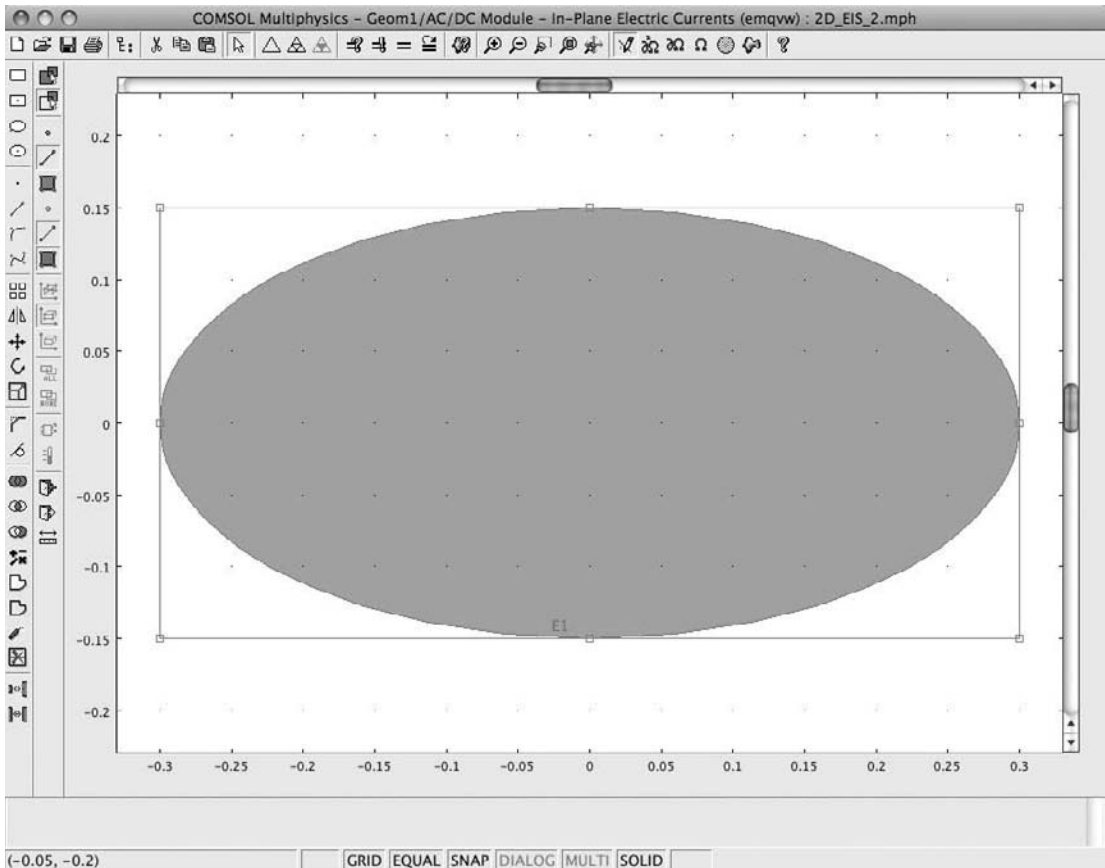 COMSOL Multiphysics - Geom1/AC/DC Module - In-Plane Electric Currents (emqvw) : 2D_EIS_2.mph
0.2
0.15
0.1
0.05
0
-0.05
-0.1
-0.15
-0.2
E1
-0.3 -0.25 -0.2 -0.15 -0.1 -0.05 0 0.05 0.1 0.15 0.2 0.25 0.3
(-0.05, -0.2) GRID EQUAL SNAP DIALOG MULTI SOLID